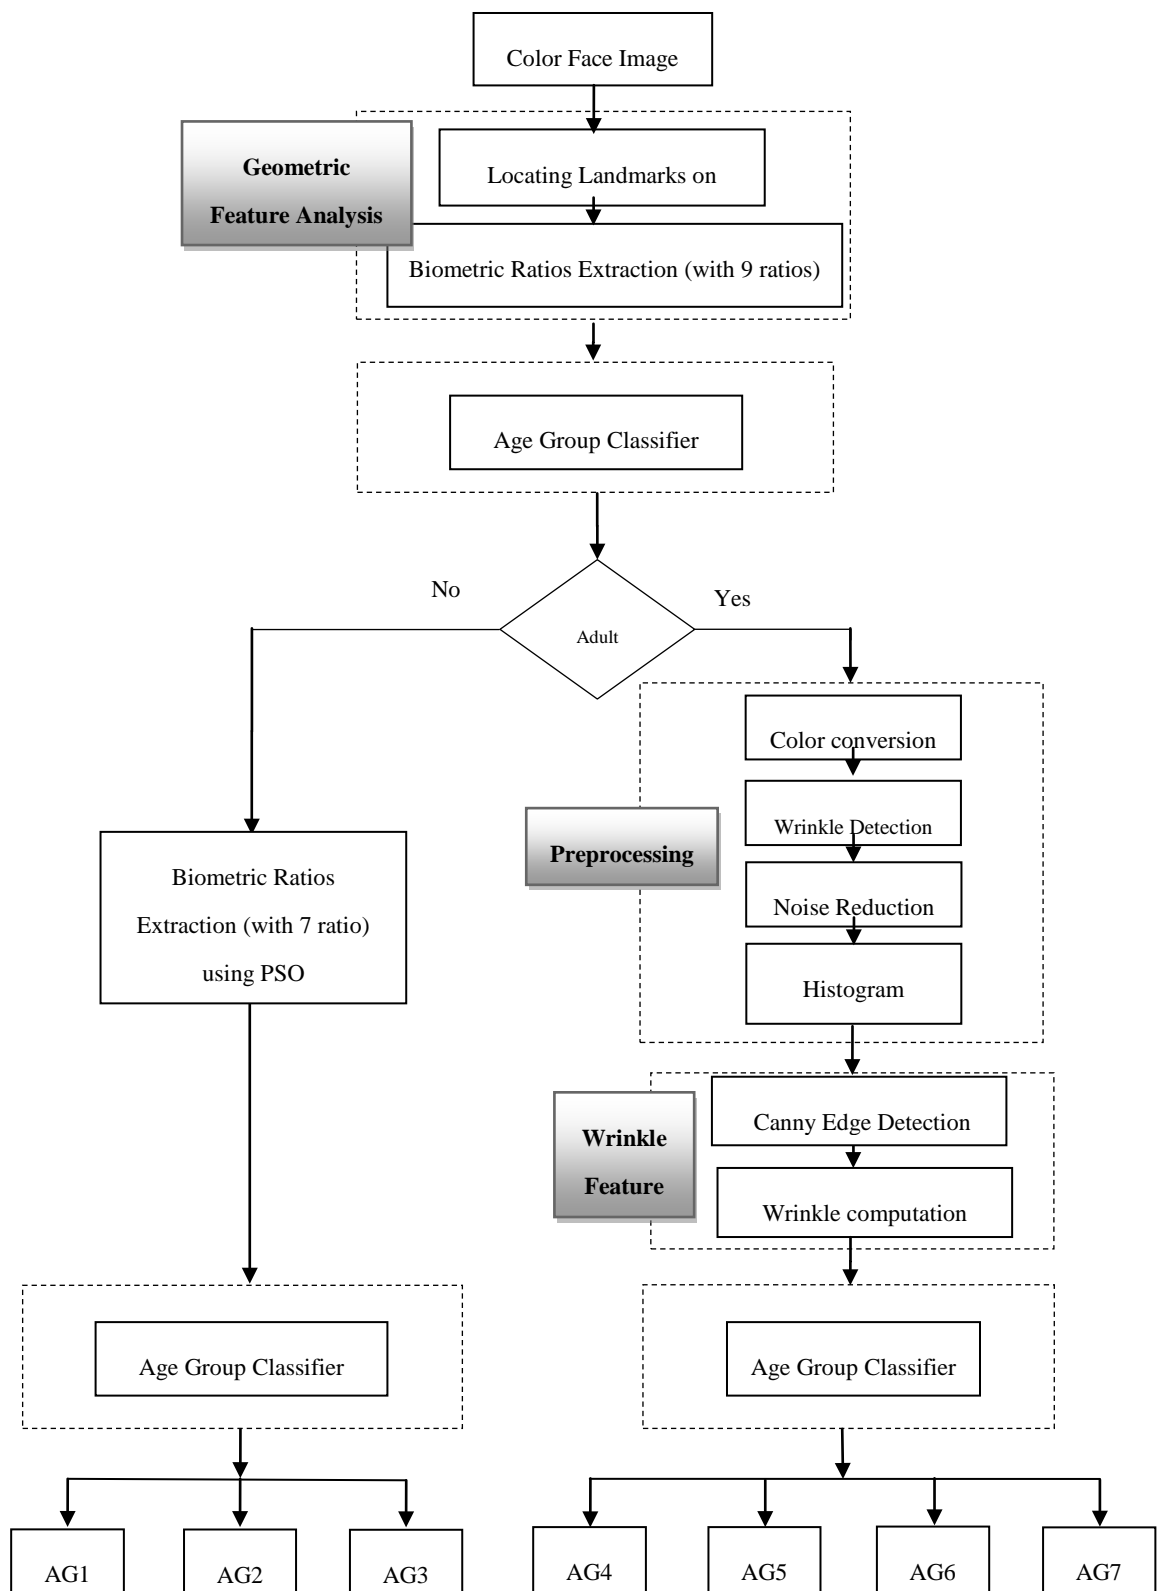 Color Face Image
Geometric
Feature Analysis
Locating Landmarks on
Biometric Ratios Extraction (with 9 ratios)
Age Group Classifier
No
Yes
Adult
Biometric Ratios
Extraction (with 7 ratio)
using PSO
Color conversion
Wrinkle Detection
Preprocessing
Noise Reduction
Histogram
Wrinkle
Feature
Canny Edge Detection
Wrinkle computation
Age Group Classifier
Age Group Classifier
AG1
AG2
AG3
AG4
AG5
AG6
AG7